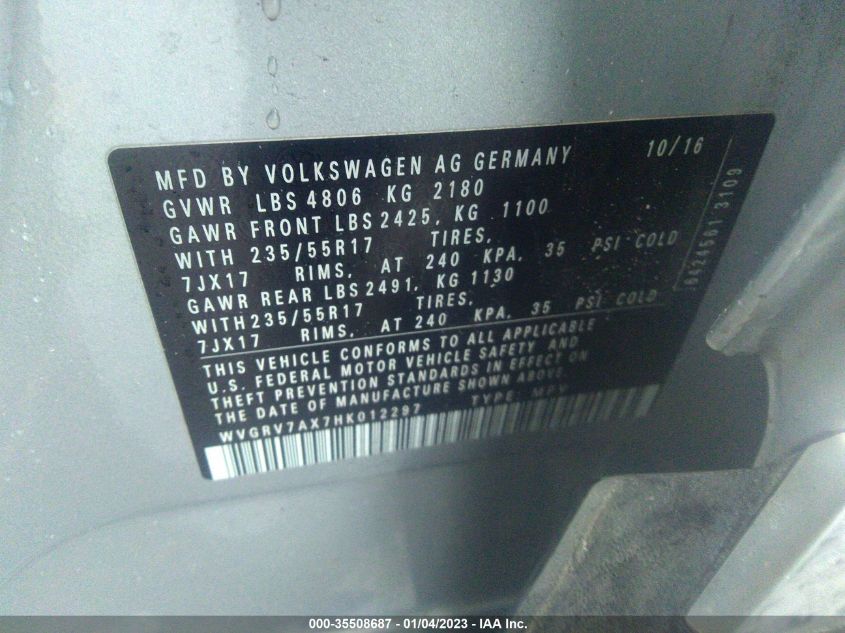 MFD BY VOLKSWAGEN AG GERMANY 10/16
GVWR LBS 4806 KG 2180
GAWR FRONT LBS 2425, KG 1100
WITH 235/55R17 TIRES,
7JX17 RIMS, AT 240 KPA, 35 PSI COLD
GAWR REAR LBS 2491, KG 1130
WITH 235/55R17 TIRES,
7JX17 RIMS, AT 240 KPA, 35 PSI COLD
THIS VEHICLE CONFORMS TO ALL APPLICABLE
U.S. FEDERAL MOTOR VEHICLE SAFETY AND
THEFT PREVENTION STANDARDS IN EFFECT ON
THE DATE OF MANUFACTURE SHOWN ABOVE.
WVGRV7AX7HK012297 TYPE: MPV
3109
000-35508687 - 01/04/2023 - IAA Inc.